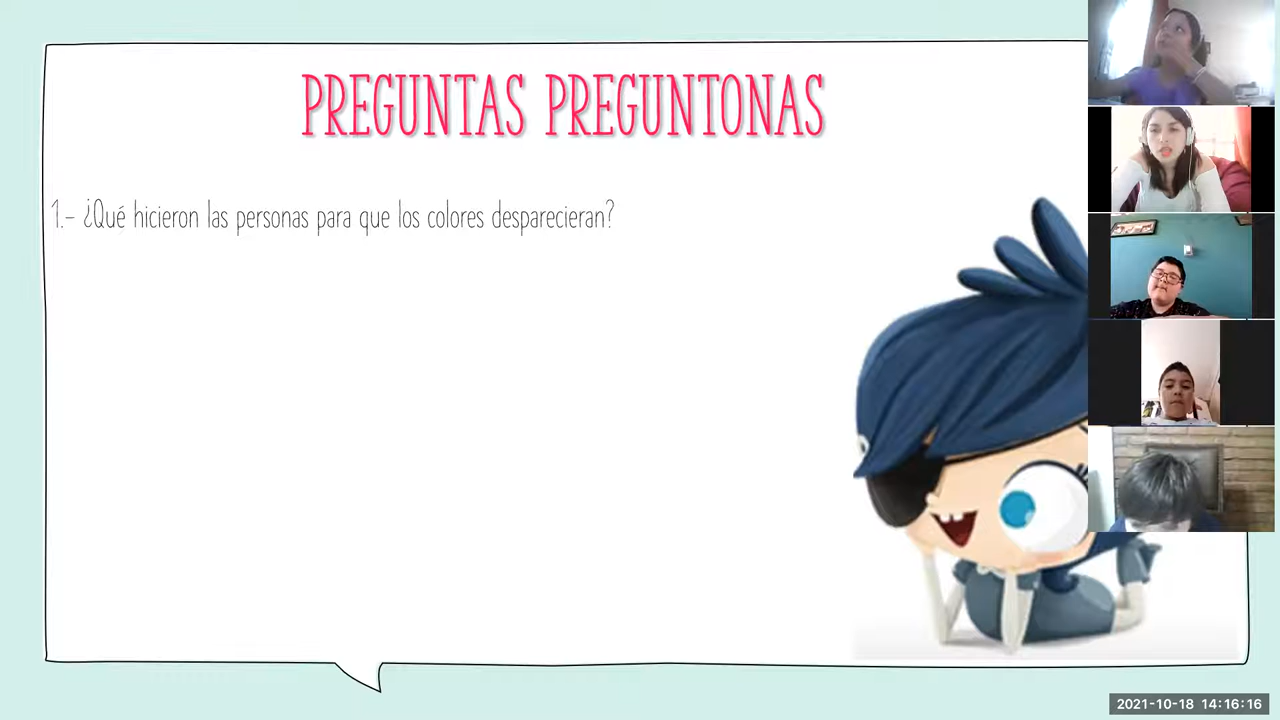 PREGUNTAS PREGUNTONAS
1.- ¿Qué hicieron las personas para que los colores desparecieran?
2021-10-18 14:16:16